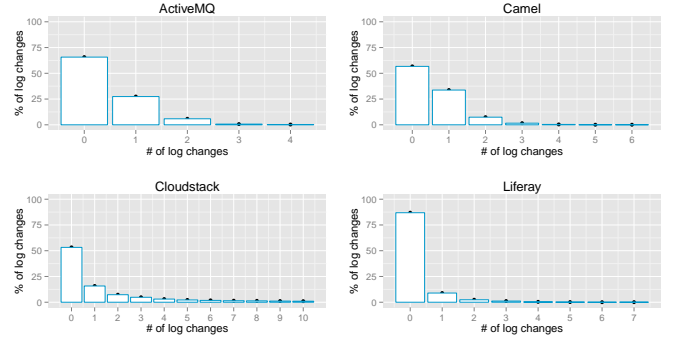 ActiveMQ
100
75
50
25
0
% of log changes
0 1 2 3 4
# of log changes
Camel
100
75
50
25
0
% of log changes
0 1 2 3 4 5 6
# of log changes
Cloudstack
100
75
50
25
0
% of log changes
0 1 2 3 4 5 6 7 8 9 10
# of log changes
Liferay
100
75
50
25
0
% of log changes
0 1 2 3 4 5 6 7
# of log changes